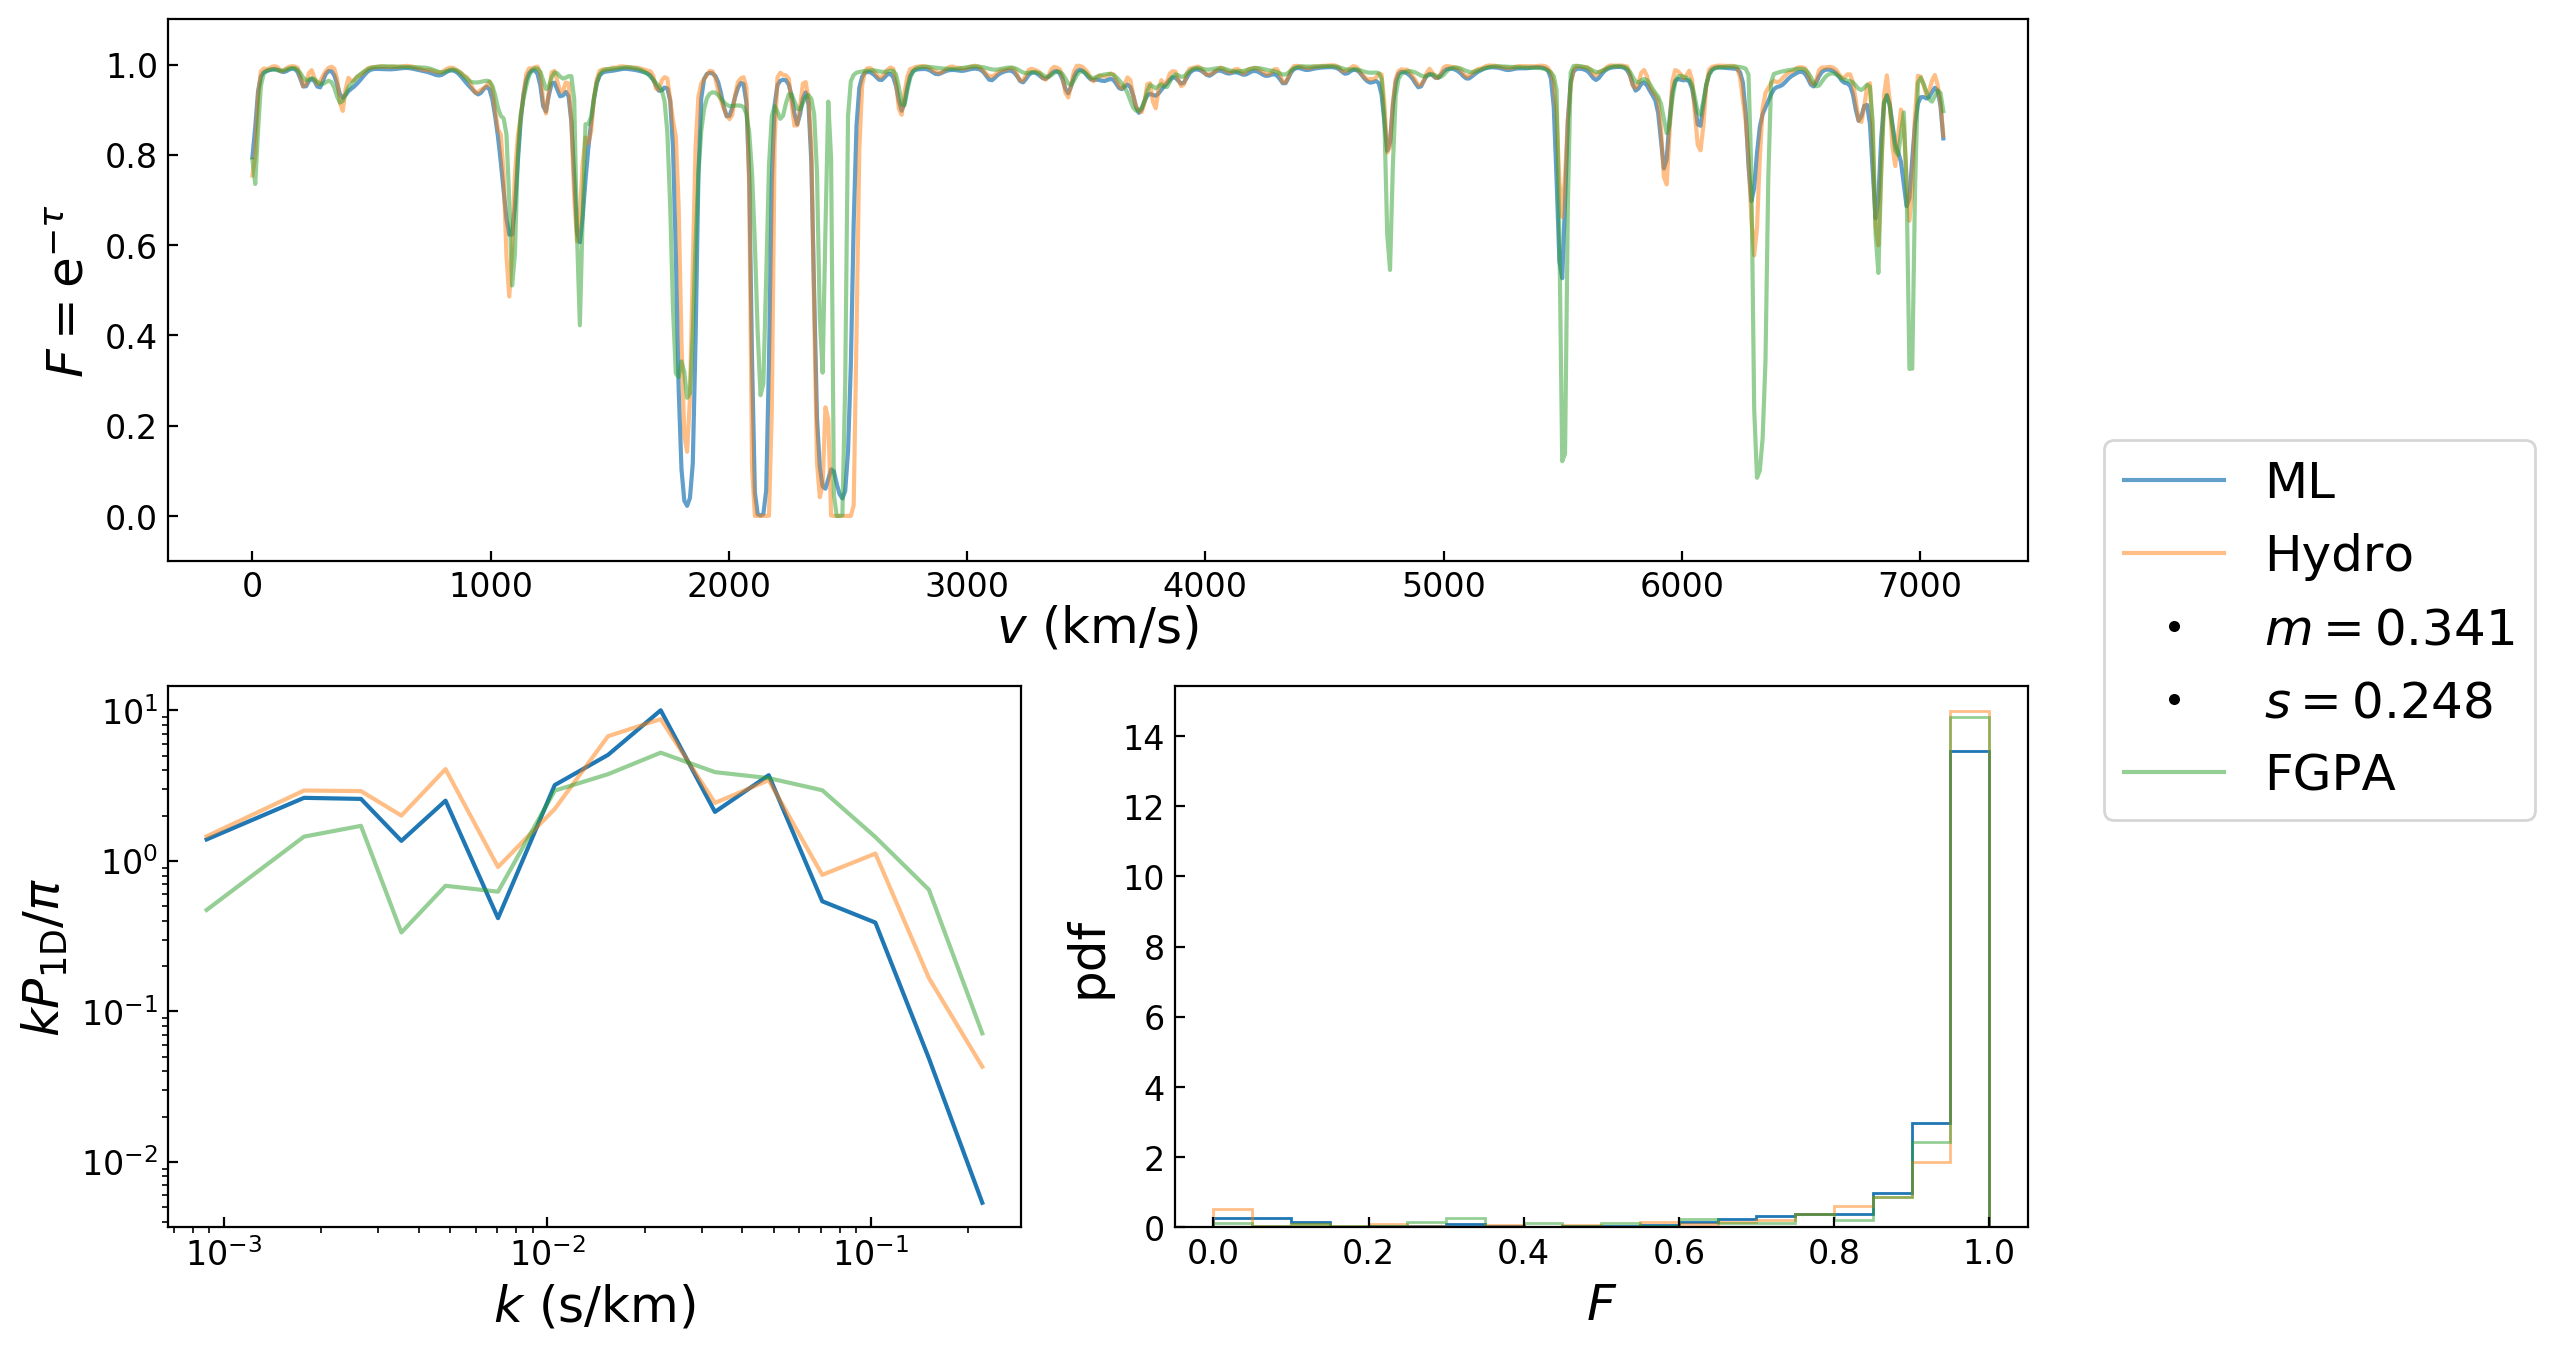 F = e^{-τ}
1.0
0.8
0.6
0.4
0.2
0.0
0 1000 2000 3000 4000 5000 6000 7000
v (km/s)
ML
Hydro
m = 0.341
s = 0.248
FGPA
kP_{1D}/π
10^1
10^0
10^{-1}
10^{-2}
10^{-3} 10^{-2} 10^{-1}
k (s/km)
pdf
14
12
10
8
6
4
2
0
0.0 0.2 0.4 0.6 0.8 1.0
F